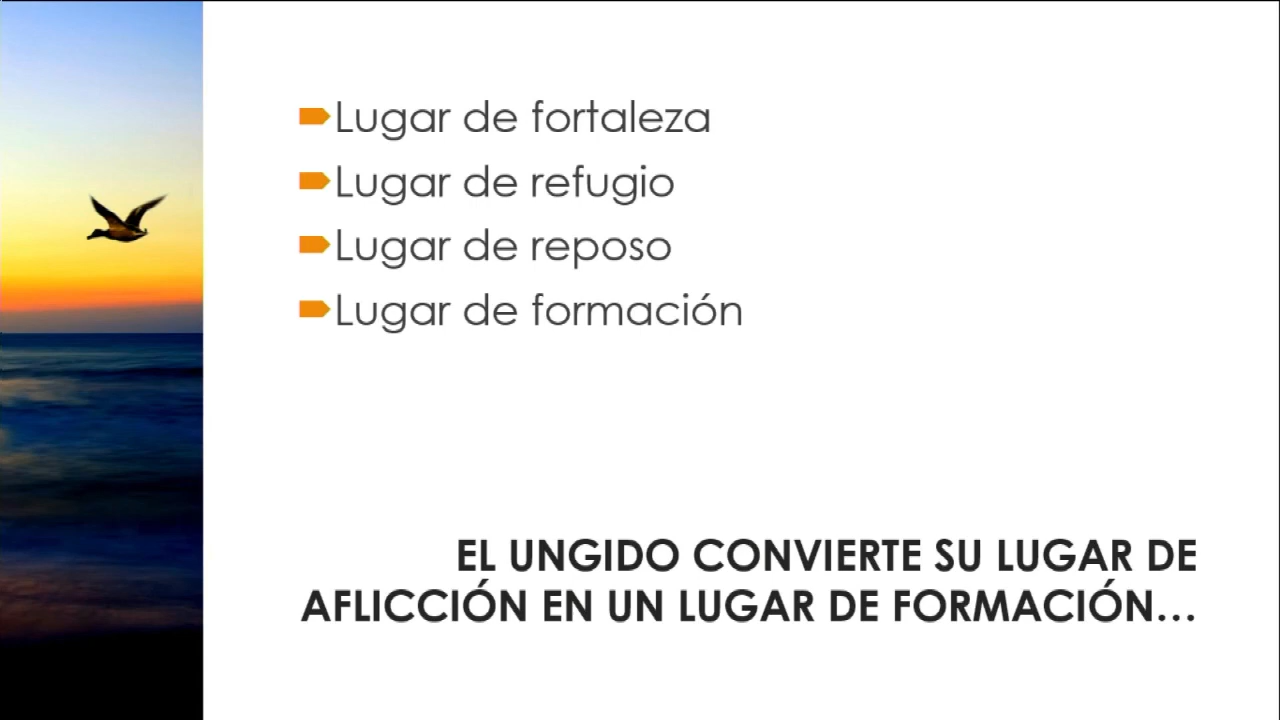 Lugar de fortaleza
Lugar de refugio
Lugar de reposo
Lugar de formación
EL UNGIDO CONVIERTE SU LUGAR DE
AFLICCIÓN EN UN LUGAR DE FORMACIÓN...